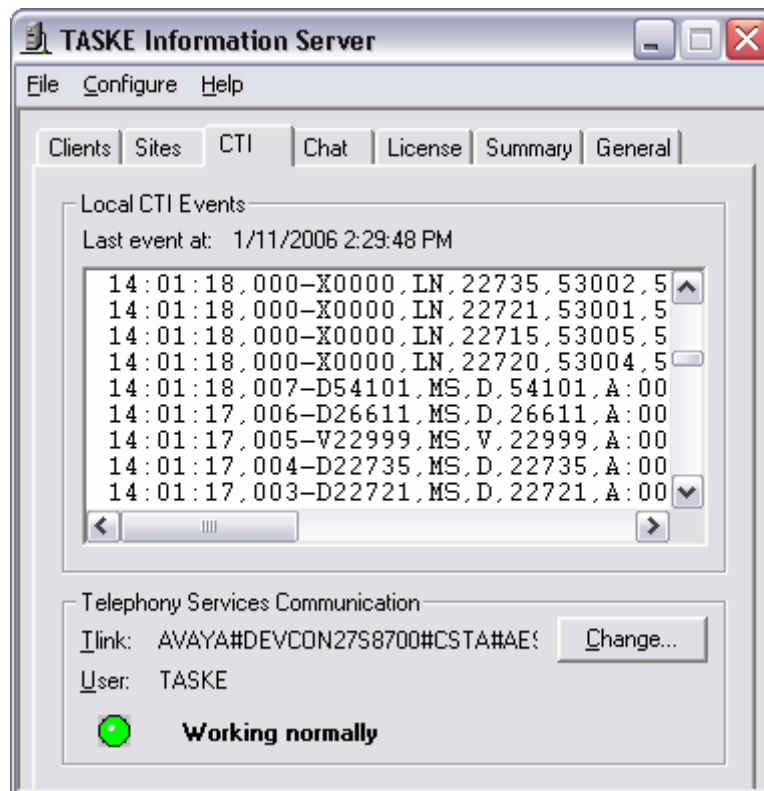 TASKE Information Server
File Configure Help
Clients Sites CTI Chat License Summary General
Local CTI Events
Last event at: 1/11/2006 2:29:48 PM
14:01:18,000-X0000,LN,22735,53002,5
14:01:18,000-X0000,LN,22721,53001,5
14:01:18,000-X0000,LN,22715,53005,5
14:01:18,000-X0000,LN,22720,53004,5
14:01:18,007-D54101,MS,D,54101,A:00
14:01:17,006-D26611,MS,D,26611,A:00
14:01:17,005-V22999,MS,V,22999,A:00
14:01:17,004-D22735,MS,D,22735,A:00
14:01:17,003-D22721,MS,D,22721,A:00
Telephony Services Communication
Tlink: AVAYA#DEVCON27S8700#CSTA#AES Change...
User: TASKE
Working normally